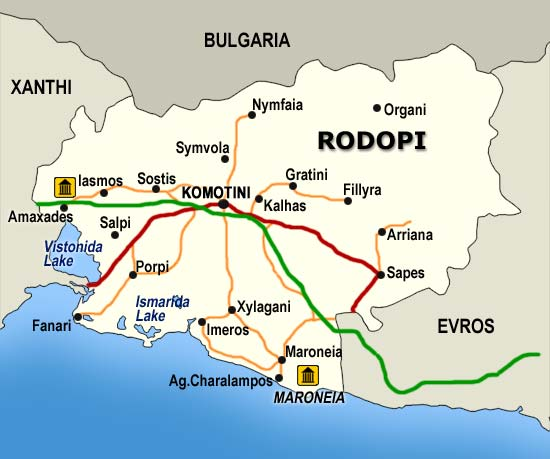 BULGARIA
XANTHI
Nymfaia
Organi
RODOPI
Symvola
Iasmos
Sostis
Gratini
KOMOTINI
Fillyra
Kalhas
Amaxades
Salpi
Arriana
Vistonida
Lake
Porpi
Sapes
Ismarida
Lake
Xylagani
Fanari
Imeros
EVROS
Maroneia
Ag.Charalampos
MARONEIA